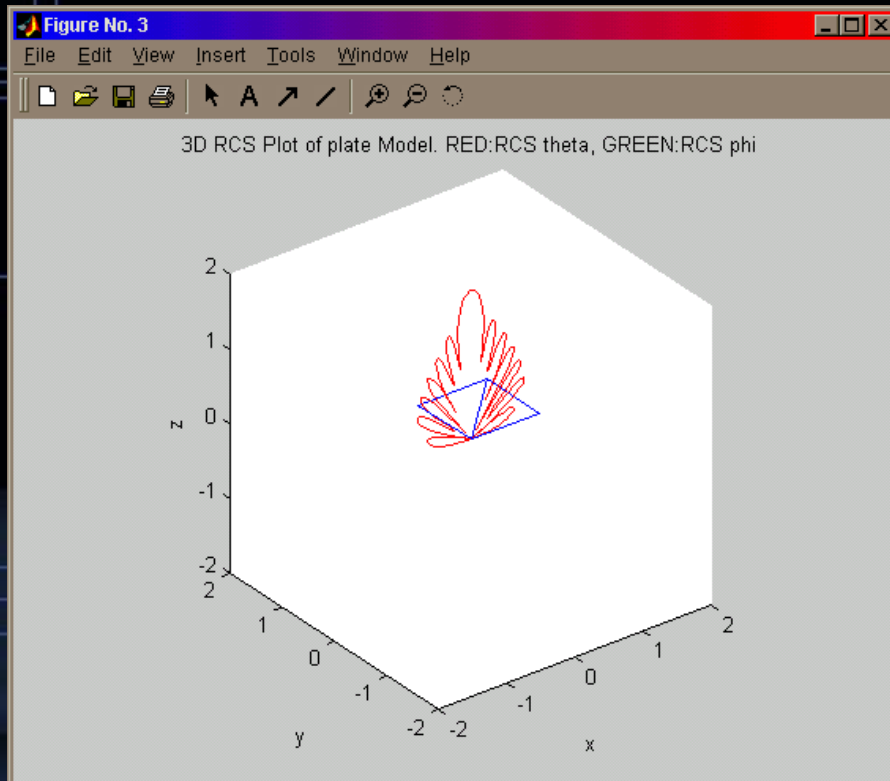 Figure No. 3
File Edit View Insert Tools Window Help
A
3D RCS Plot of plate Model. RED:RCS theta, GREEN:RCS phi
2
1
0
-1
-2
z
2
1
0
-1
-2
y
-2
-1
0
1
2
x